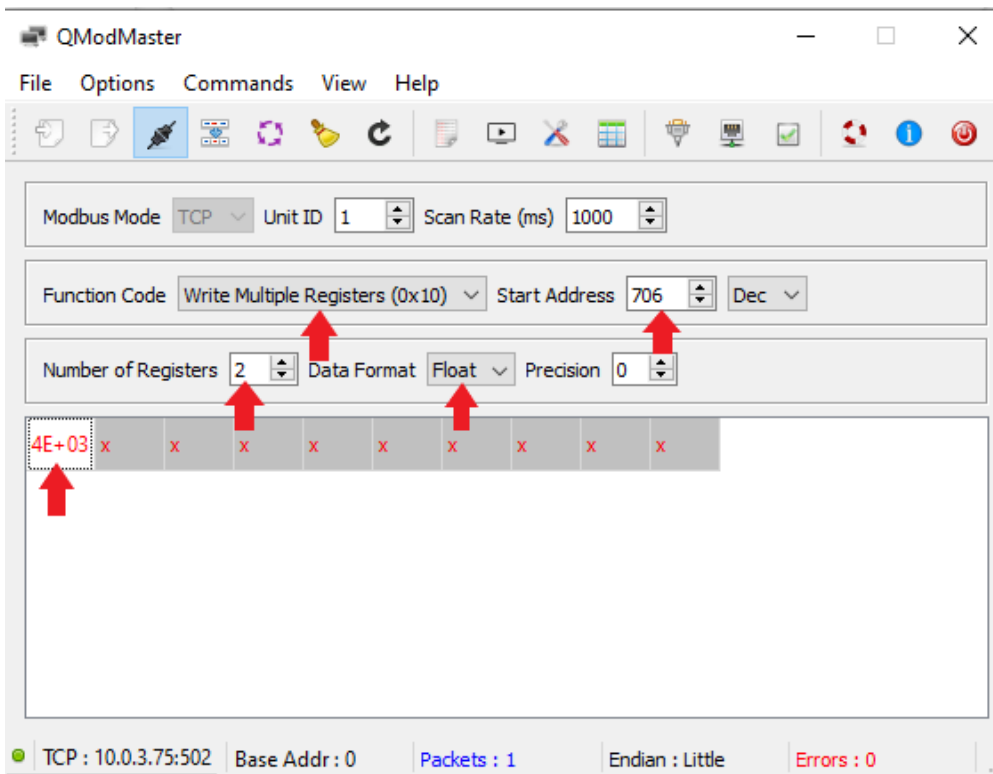 QModMaster
File Options Commands View Help
Modbus Mode TCP Unit ID 1 Scan Rate (ms) 1000
Function Code Write Multiple Registers (0x10) Start Address 706 Dec
Number of Registers 2 Data Format Float Precision 0
4E+03 x x x x x x x x x
TCP : 10.0.3.75:502 Base Addr : 0 Packets : 1 Endian : Little Errors : 0